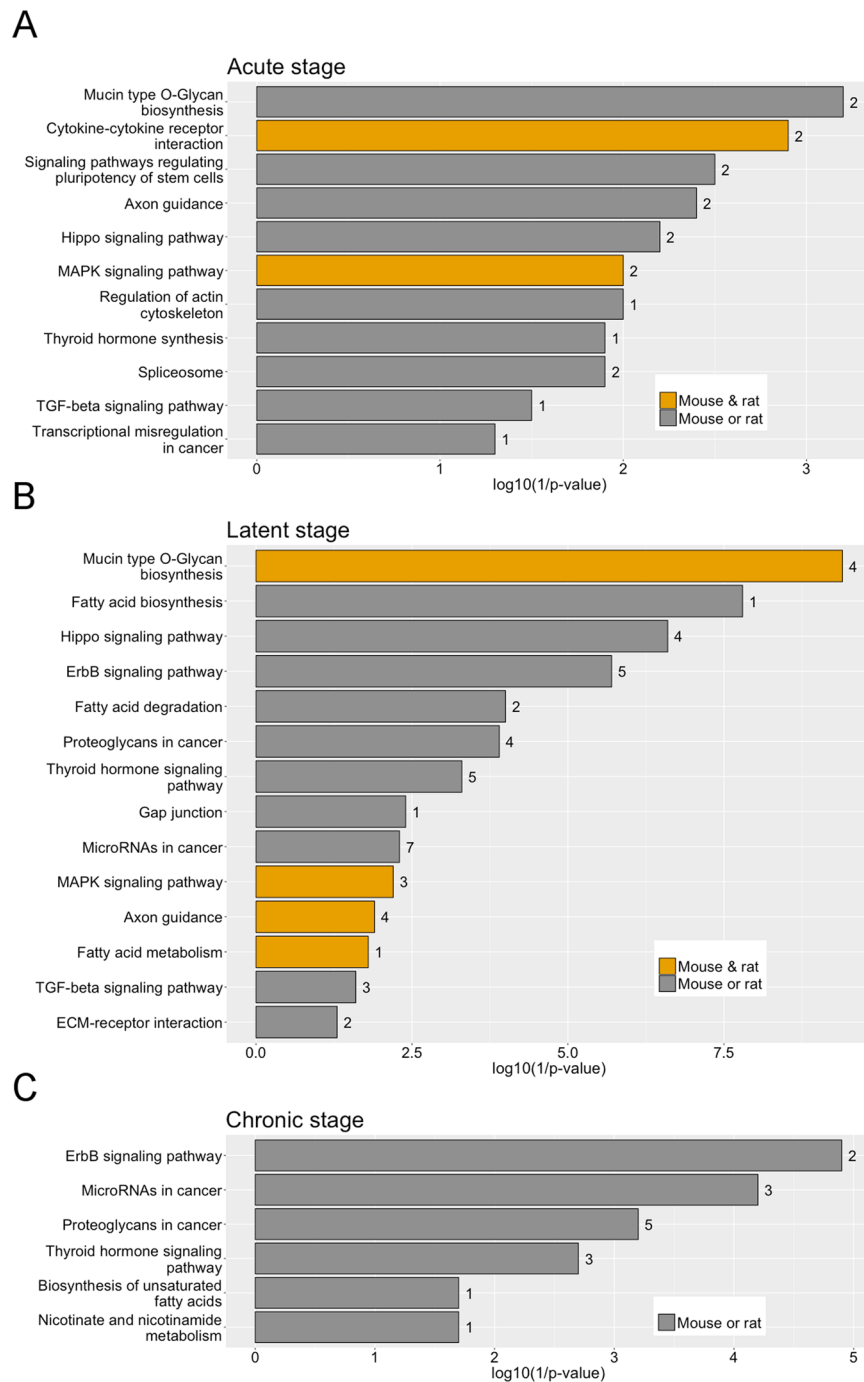 A
Acute stage
Mucin type O-Glycan
biosynthesis
2
Cytokine-cytokine receptor
interaction
2
Signaling pathways regulating
pluripotency of stem cells
2
Axon guidance
2
Hippo signaling pathway
2
MAPK signaling pathway
2
Regulation of actin
cytoskeleton
1
Thyroid hormone synthesis
1
Spliceosome
2
TGF-beta signaling pathway
1
Transcriptional misregulation
in cancer
1
Mouse & rat
Mouse or rat
0 1 2 3
log10(1/p-value)
B
Latent stage
Mucin type O-Glycan
biosynthesis
4
Fatty acid biosynthesis
1
Hippo signaling pathway
4
ErbB signaling pathway
5
Fatty acid degradation
2
Proteoglycans in cancer
4
Thyroid hormone signaling
pathway
5
Gap junction
1
MicroRNAs in cancer
7
MAPK signaling pathway
3
Axon guidance
4
Fatty acid metabolism
1
TGF-beta signaling pathway
3
ECM-receptor interaction
2
Mouse & rat
Mouse or rat
0.0 2.5 5.0 7.5
log10(1/p-value)
C
Chronic stage
ErbB signaling pathway
2
MicroRNAs in cancer
3
Proteoglycans in cancer
5
Thyroid hormone signaling
pathway
3
Biosynthesis of unsaturated
fatty acids
1
Nicotinate and nicotinamide
metabolism
1
Mouse or rat
0 1 2 3 4 5
log10(1/p-value)